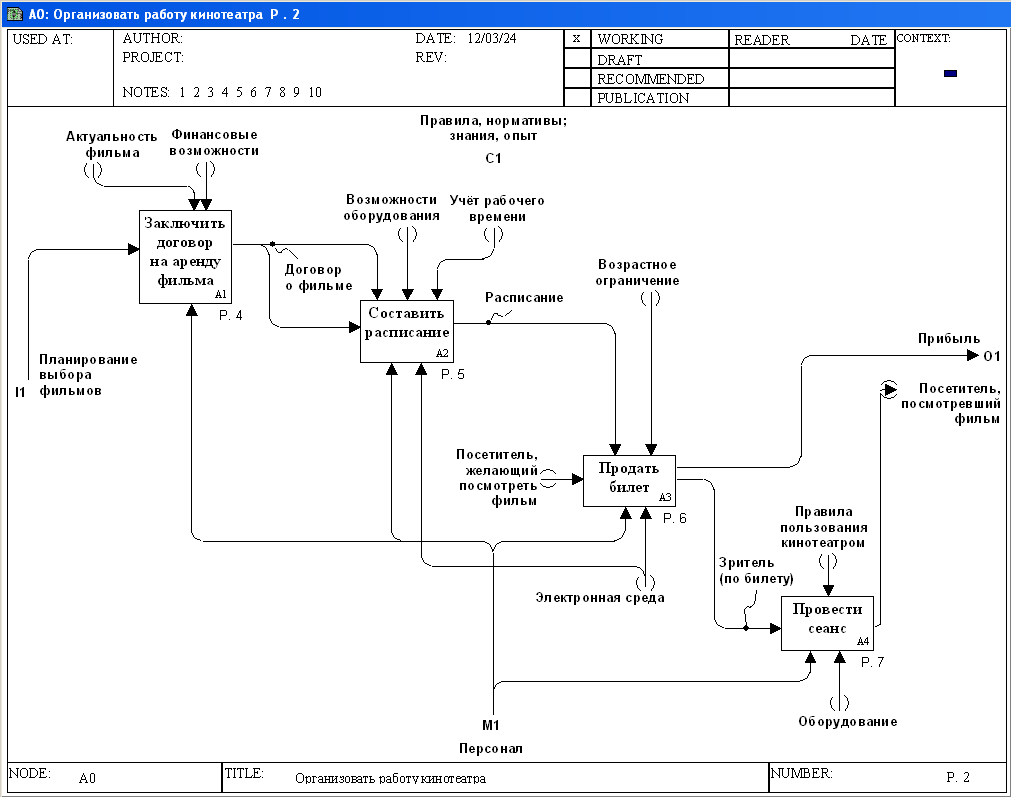 A0: Организовать работу кинотеатра P . 2
USED AT:
AUTHOR:
DATE: 12/03/24
PROJECT:
REV:
NOTES: 1 2 3 4 5 6 7 8 9 10
X
WORKING
DRAFT
RECOMMENDED
PUBLICATION
READER DATE
CONTEXT:
Актуальность
фильма
Финансовые
возможности
Правила, нормативы;
знания, опыт
C1
Заключить
договор
на аренду
фильма
A1
P. 4
Возможности
оборудования
Учёт рабочего
времени
Договор
о фильме
Составить
расписание
A2
P. 5
Расписание
Возрастное
ограничение
Планирование
выбора
фильмов
I1
Прибыль
O1
Посетитель,
посмотревший
фильм
Посетитель,
желающий
посмотреть
фильм
Продать
билет
A3
P. 6
Правила
пользования
кинотеатром
Зритель
(по билету)
Электронная среда
Провести
сеанс
A4
P. 7
Оборудование
M1
Персонал
NODE: A0
TITLE: Организовать работу кинотеатра
NUMBER: P. 2